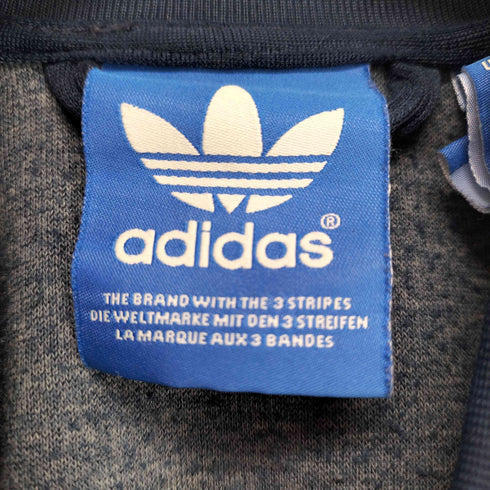 adidas®
THE BRAND WITH THE 3 STRIPES
DIE WELTMARKE MIT DEN 3 STREIFEN
LA MARQUE AUX 3 BANDES